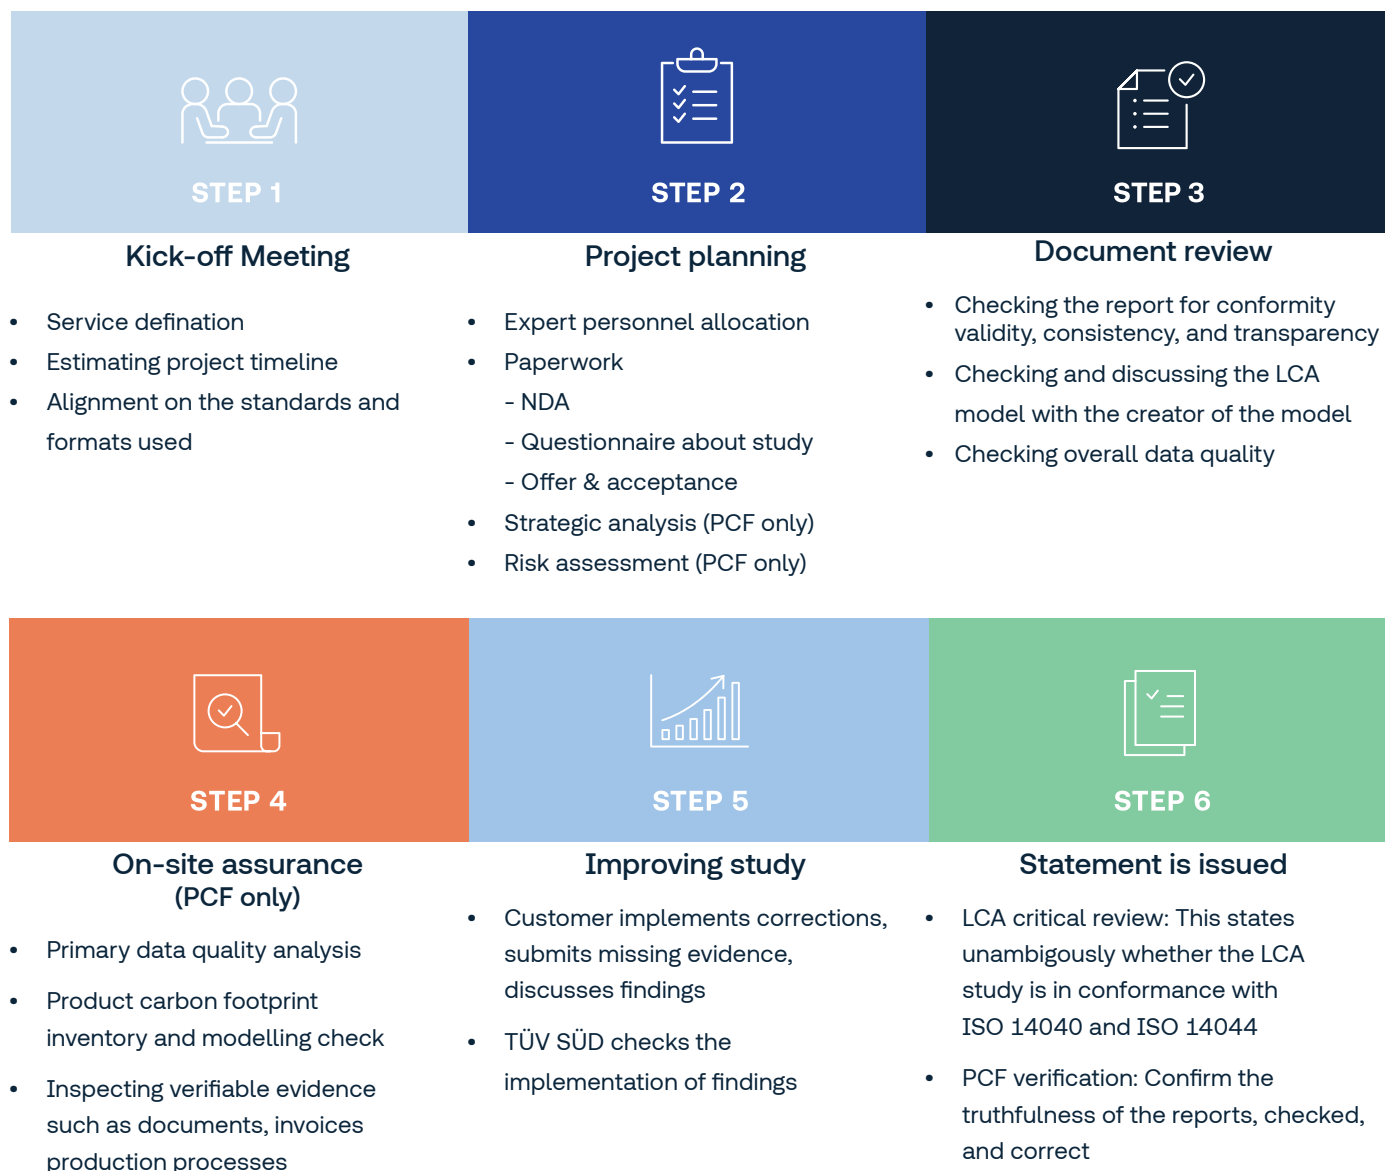 STEP 1
Kick-off Meeting
• Service defination
• Estimating project timeline
• Alignment on the standards and
formats used
STEP 2
Project planning
• Expert personnel allocation
• Paperwork
- NDA
- Questionnaire about study
- Offer & acceptance
• Strategic analysis (PCF only)
• Risk assessment (PCF only)
STEP 3
Document review
• Checking the report for conformity
validity, consistency, and transparency
• Checking and discussing the LCA
model with the creator of the model
• Checking overall data quality
STEP 4
On-site assurance
(PCF only)
• Primary data quality analysis
• Product carbon footprint
inventory and modelling check
• Inspecting verifiable evidence
such as documents, invoices
production processes
STEP 5
Improving study
• Customer implements corrections,
submits missing evidence,
discusses findings
• TÜV SÜD checks the
implementation of findings
STEP 6
Statement is issued
• LCA critical review: This states
unambigously whether the LCA
study is in conformance with
ISO 14040 and ISO 14044
• PCF verification: Confirm the
truthfulness of the reports, checked,
and correct